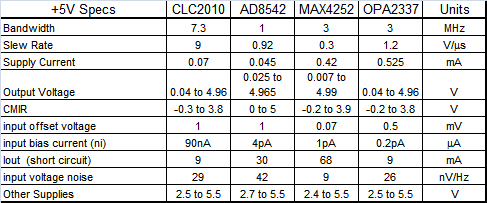 +5V Specs CLC2010 AD8542 MAX4252 OPA2337 Units
Bandwidth 7.3 1 3 3 MHz
Slew Rate 9 0.92 0.3 1.2 V/µs
Supply Current 0.07 0.045 0.42 0.525 mA
Output Voltage 0.04 to 4.96 0.025 to 4.965 0.007 to 4.99 0.04 to 4.96 V
CMIR -0.3 to 3.8 0 to 5 -0.2 to 3.9 -0.2 to 3.8 V
input offset voltage 1 1 0.07 0.5 mV
input bias current (ni) 90nA 4pA 1pA 0.2pA µA
Iout (short circuit) 9 30 68 9 mA
input voltage noise 29 42 9 26 nV/Hz
Other Supplies 2.5 to 5.5 2.7 to 5.5 2.4 to 5.5 2.5 to 5.5 V